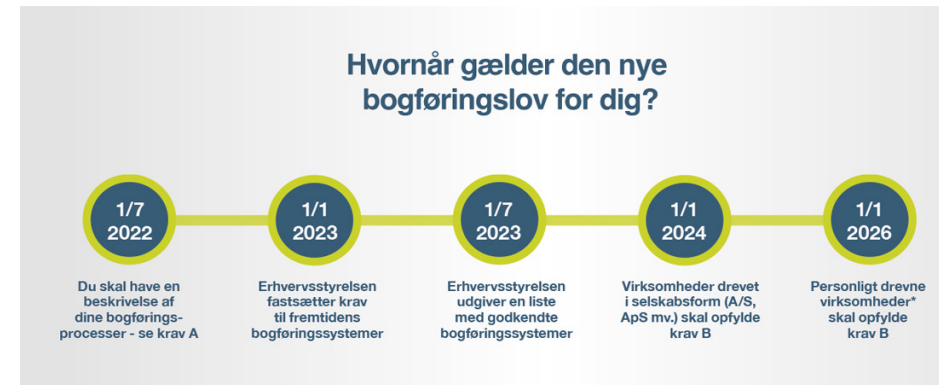 Hvornår gælder den nye
bogføringslov for dig?
1/7
2022
1/1
2023
1/7
2023
1/1
2024
1/1
2026
Du skal have en
beskrivelse af
dine bogførings-
processer - se krav A
Erhvervsstyrelsen
fastsætter krav
til fremtidens
bogføringssystemer
Erhvervsstyrelsen
udgiver en liste
med godkendte
bogføringssystemer
Virksomheder drevet
i selskabsform (A/S,
ApS mv.) skal opfylde
krav B
Personligt drevne
virksomheder*
skal opfylde
krav B